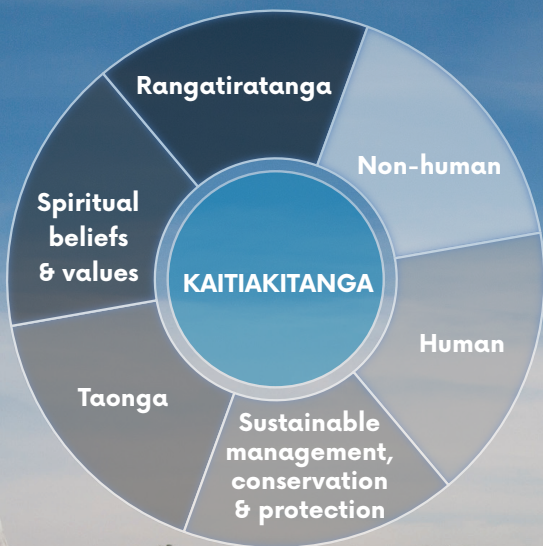 Rangatiratanga
Non-human
Spiritual
beliefs
& values
KAITIAKITANGA
Human
Taonga
Sustainable
management,
conservation
& protection